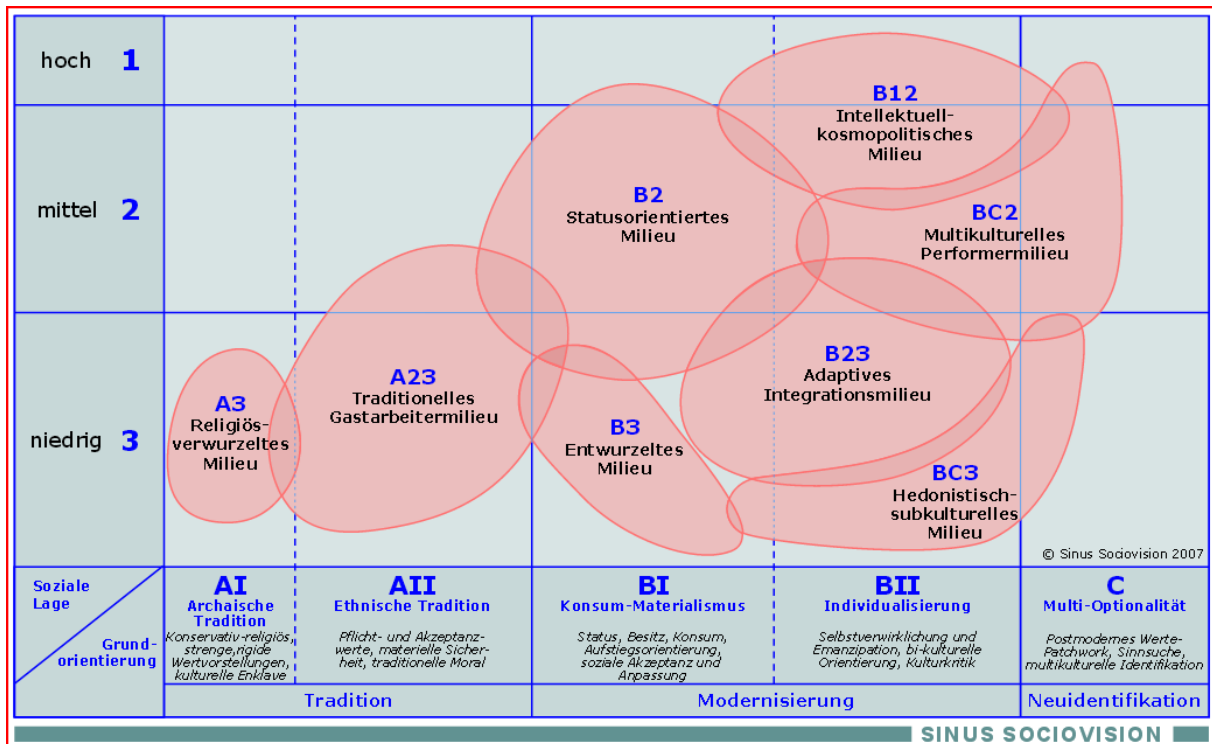 hoch 1
B12
Intellektuell-
kosmopolitisches
Milieu
mittel 2
B2
Statusorientiertes
Milieu
BC2
Multikulturelles
Performermilieu
niedrig 3
A3
Religiös-
verwurzeltes
Milieu
A23
Traditionelles
Gastarbeitermilieu
B3
Entwurzeltes
Milieu
B23
Adaptives
Integrationsmilieu
BC3
Hedonistisch-
subkulturelles
Milieu
© Sinus Sociovision 2007
Soziale
Lage
Grund-
orientierung
AI
Archaische
Tradition
Konservativ-religiös,
strenge,rigide
Wertvorstellungen,
kulturelle Enklave
AII
Ethnische Tradition
Pflicht- und Akzeptanz-
werte, materielle Sicher-
heit, traditionelle Moral
BI
Konsum-Materialismus
Status, Besitz, Konsum,
Aufstiegsorientierung,
soziale Akzeptanz und
Anpassung
BII
Individualisierung
Selbstverwirklichung und
Emanzipation, bi-kulturelle
Orientierung, Kulturkritik
C
Multi-Optionalität
Postmodernes Werte-
Patchwork, Sinnsuche,
multikulturelle Identifikation
Tradition
Modernisierung
Neuidentifikation
SINUS SOCIOVISION